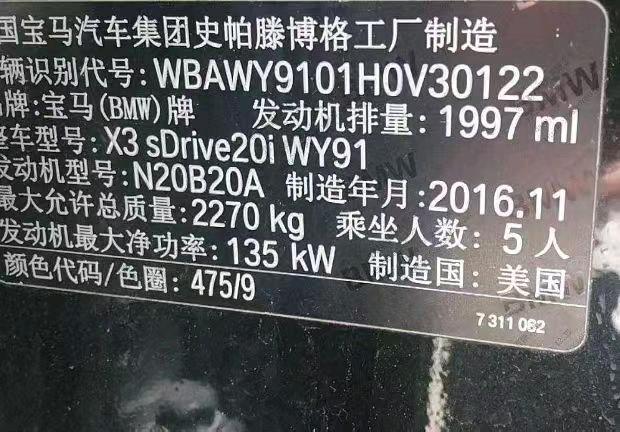 国宝马汽车集团史帕滕博格工厂制造
车辆识别代号: WBAWY9101H0V30122
品牌: 宝马(BMW)牌 发动机排量: 1997 ml
整车型号: X3 sDrive20i WY91
发动机型号: N20B20A 制造年月: 2016.11
最大允许总质量: 2270 kg 乘坐人数: 5 人
发动机最大净功率: 135 kW 制造国: 美国
颜色代码/色圈: 475/9
7 311 062